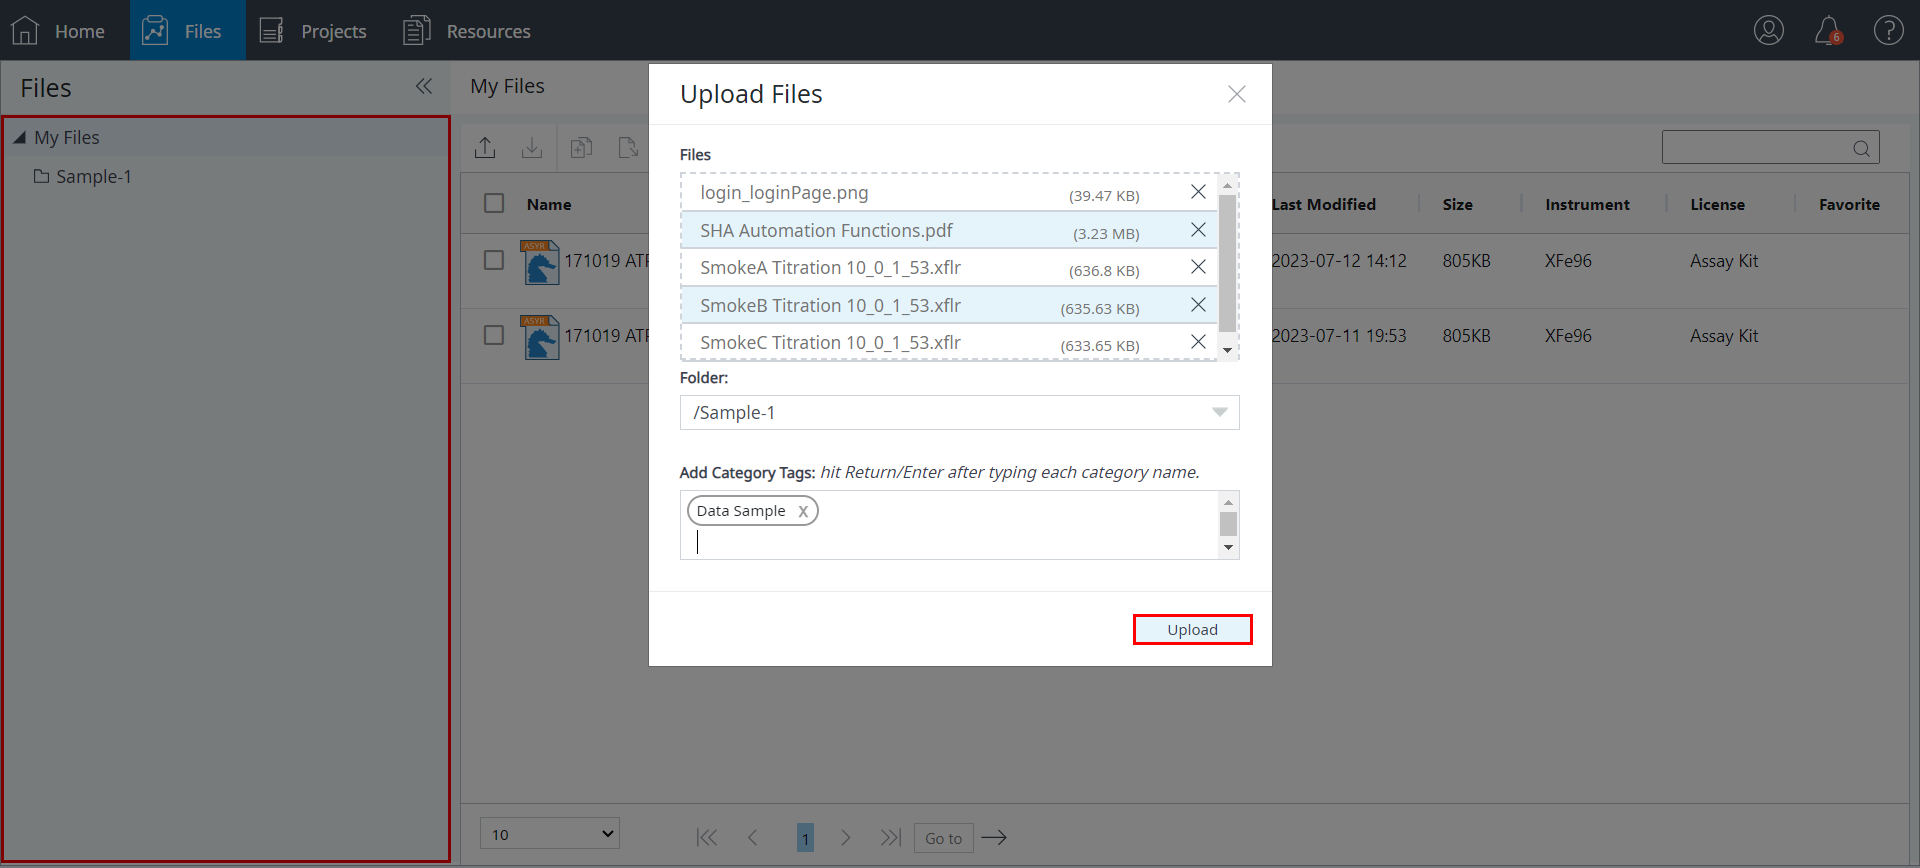 Home
Files
Projects
Resources
6
?
Files
My Files
Sample-1
My Files
Name
Last Modified
Size
Instrument
License
Favorite
ASYR
171019 ATP
2023-07-12 14:12
805KB
XFe96
Assay Kit
ASYR
171019 ATP
2023-07-11 19:53
805KB
XFe96
Assay Kit
10
1
Go to
Upload Files
Files
login_loginPage.png (39.47 KB)
SHA Automation Functions.pdf (3.23 MB)
SmokeA Titration 10_0_1_53.xflr (636.8 KB)
SmokeB Titration 10_0_1_53.xflr (635.63 KB)
SmokeC Titration 10_0_1_53.xflr (633.65 KB)
Folder:
/Sample-1
Add Category Tags: hit Return/Enter after typing each category name.
Data Sample x
Upload